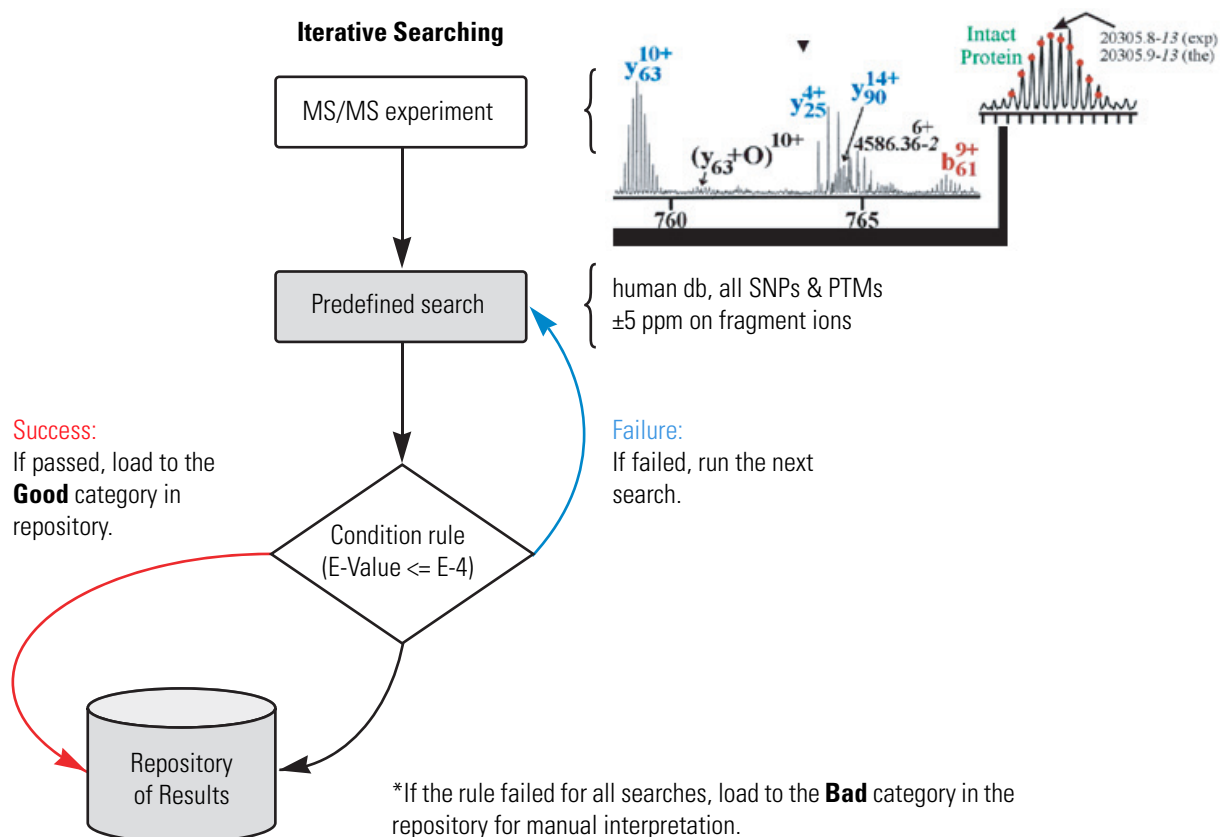 Iterative Searching
MS/MS experiment
y63 10+
(y63+O) 10+
y25 4+
y90 14+
4586.36-2 6+
b61 9+
760
765
Intact
Protein
20305.8-13 (exp)
20305.9-13 (the)
Predefined search
human db, all SNPs & PTMs
±5 ppm on fragment ions
Success:
If passed, load to the
Good category in
repository.
Failure:
If failed, run the next
search.
Condition rule
(E-Value <= E-4)
Repository
of Results
*If the rule failed for all searches, load to the Bad category in the
repository for manual interpretation.